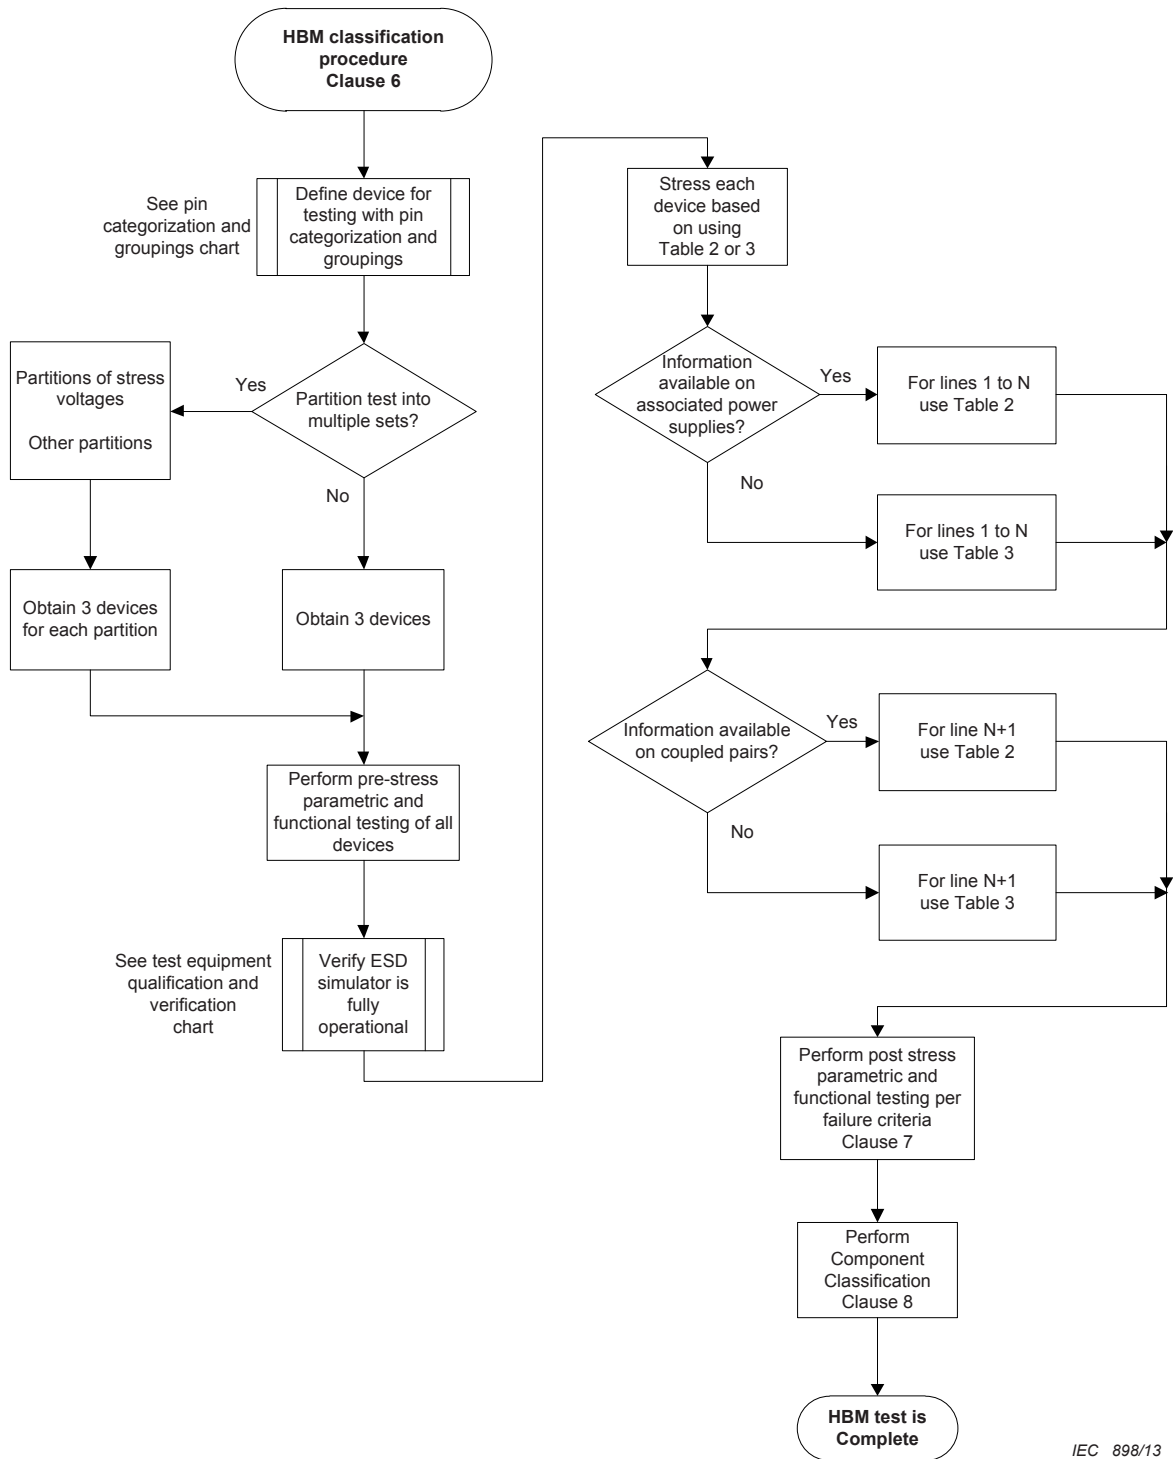 HBM classification
procedure
Clause 6
See pin
categorization and
groupings chart
Define device for
testing with pin
categorization and
groupings
Partition test into
multiple sets?
Yes
No
Partitions of stress
voltages
Other partitions
Obtain 3 devices
for each partition
Obtain 3 devices
Perform pre-stress
parametric and
functional testing of all
devices
See test equipment
qualification and
verification
chart
Verify ESD
simulator is
fully
operational
Stress each
device based
on using
Table 2 or 3
Information
available on
associated power
supplies?
Yes
No
For lines 1 to N
use Table 2
For lines 1 to N
use Table 3
Information available
on coupled pairs?
Yes
No
For line N+1
use Table 2
For line N+1
use Table 3
Perform post stress
parametric and
functional testing per
failure criteria
Clause 7
Perform
Component
Classification
Clause 8
HBM test is
Complete
IEC 898/13